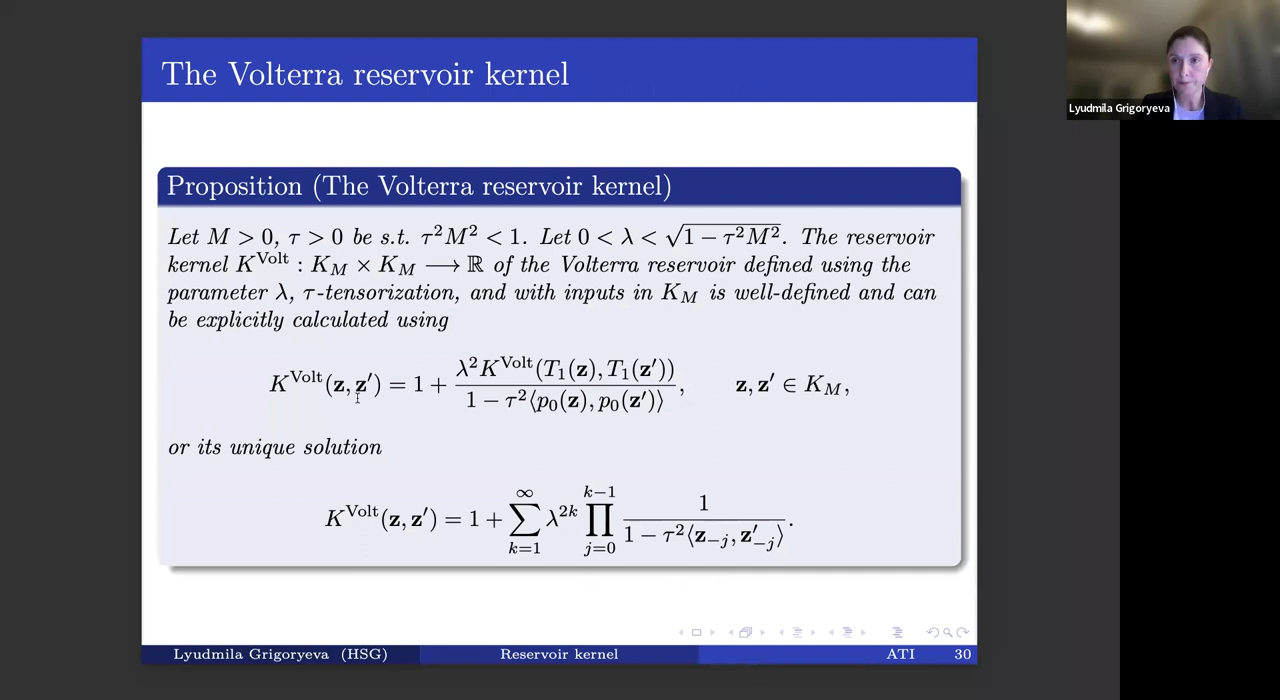 The Volterra reservoir kernel
Lyudmila Grigoryeva
Proposition (The Volterra reservoir kernel)
Let M > 0, τ > 0 be s.t. τ²M² < 1. Let 0 < λ < √(1 − τ²M²). The reservoir
kernel K^Volt : K_M × K_M ⟶ ℝ of the Volterra reservoir defined using the
parameter λ, τ-tensorization, and with inputs in K_M is well-defined and can
be explicitly calculated using
K^Volt(z, z′) = 1 + λ²K^Volt(T₁(z), T₁(z′)) / (1 − τ²⟨p₀(z), p₀(z′)⟩), z, z′ ∈ K_M,
or its unique solution
K^Volt(z, z′) = 1 + ∑_{k=1}^{∞} λ^{2k} ∏_{j=0}^{k−1} 1 / (1 − τ²⟨z_{−j}, z′_{−j}⟩).
Lyudmila Grigoryeva (HSG) Reservoir kernel ATI 30